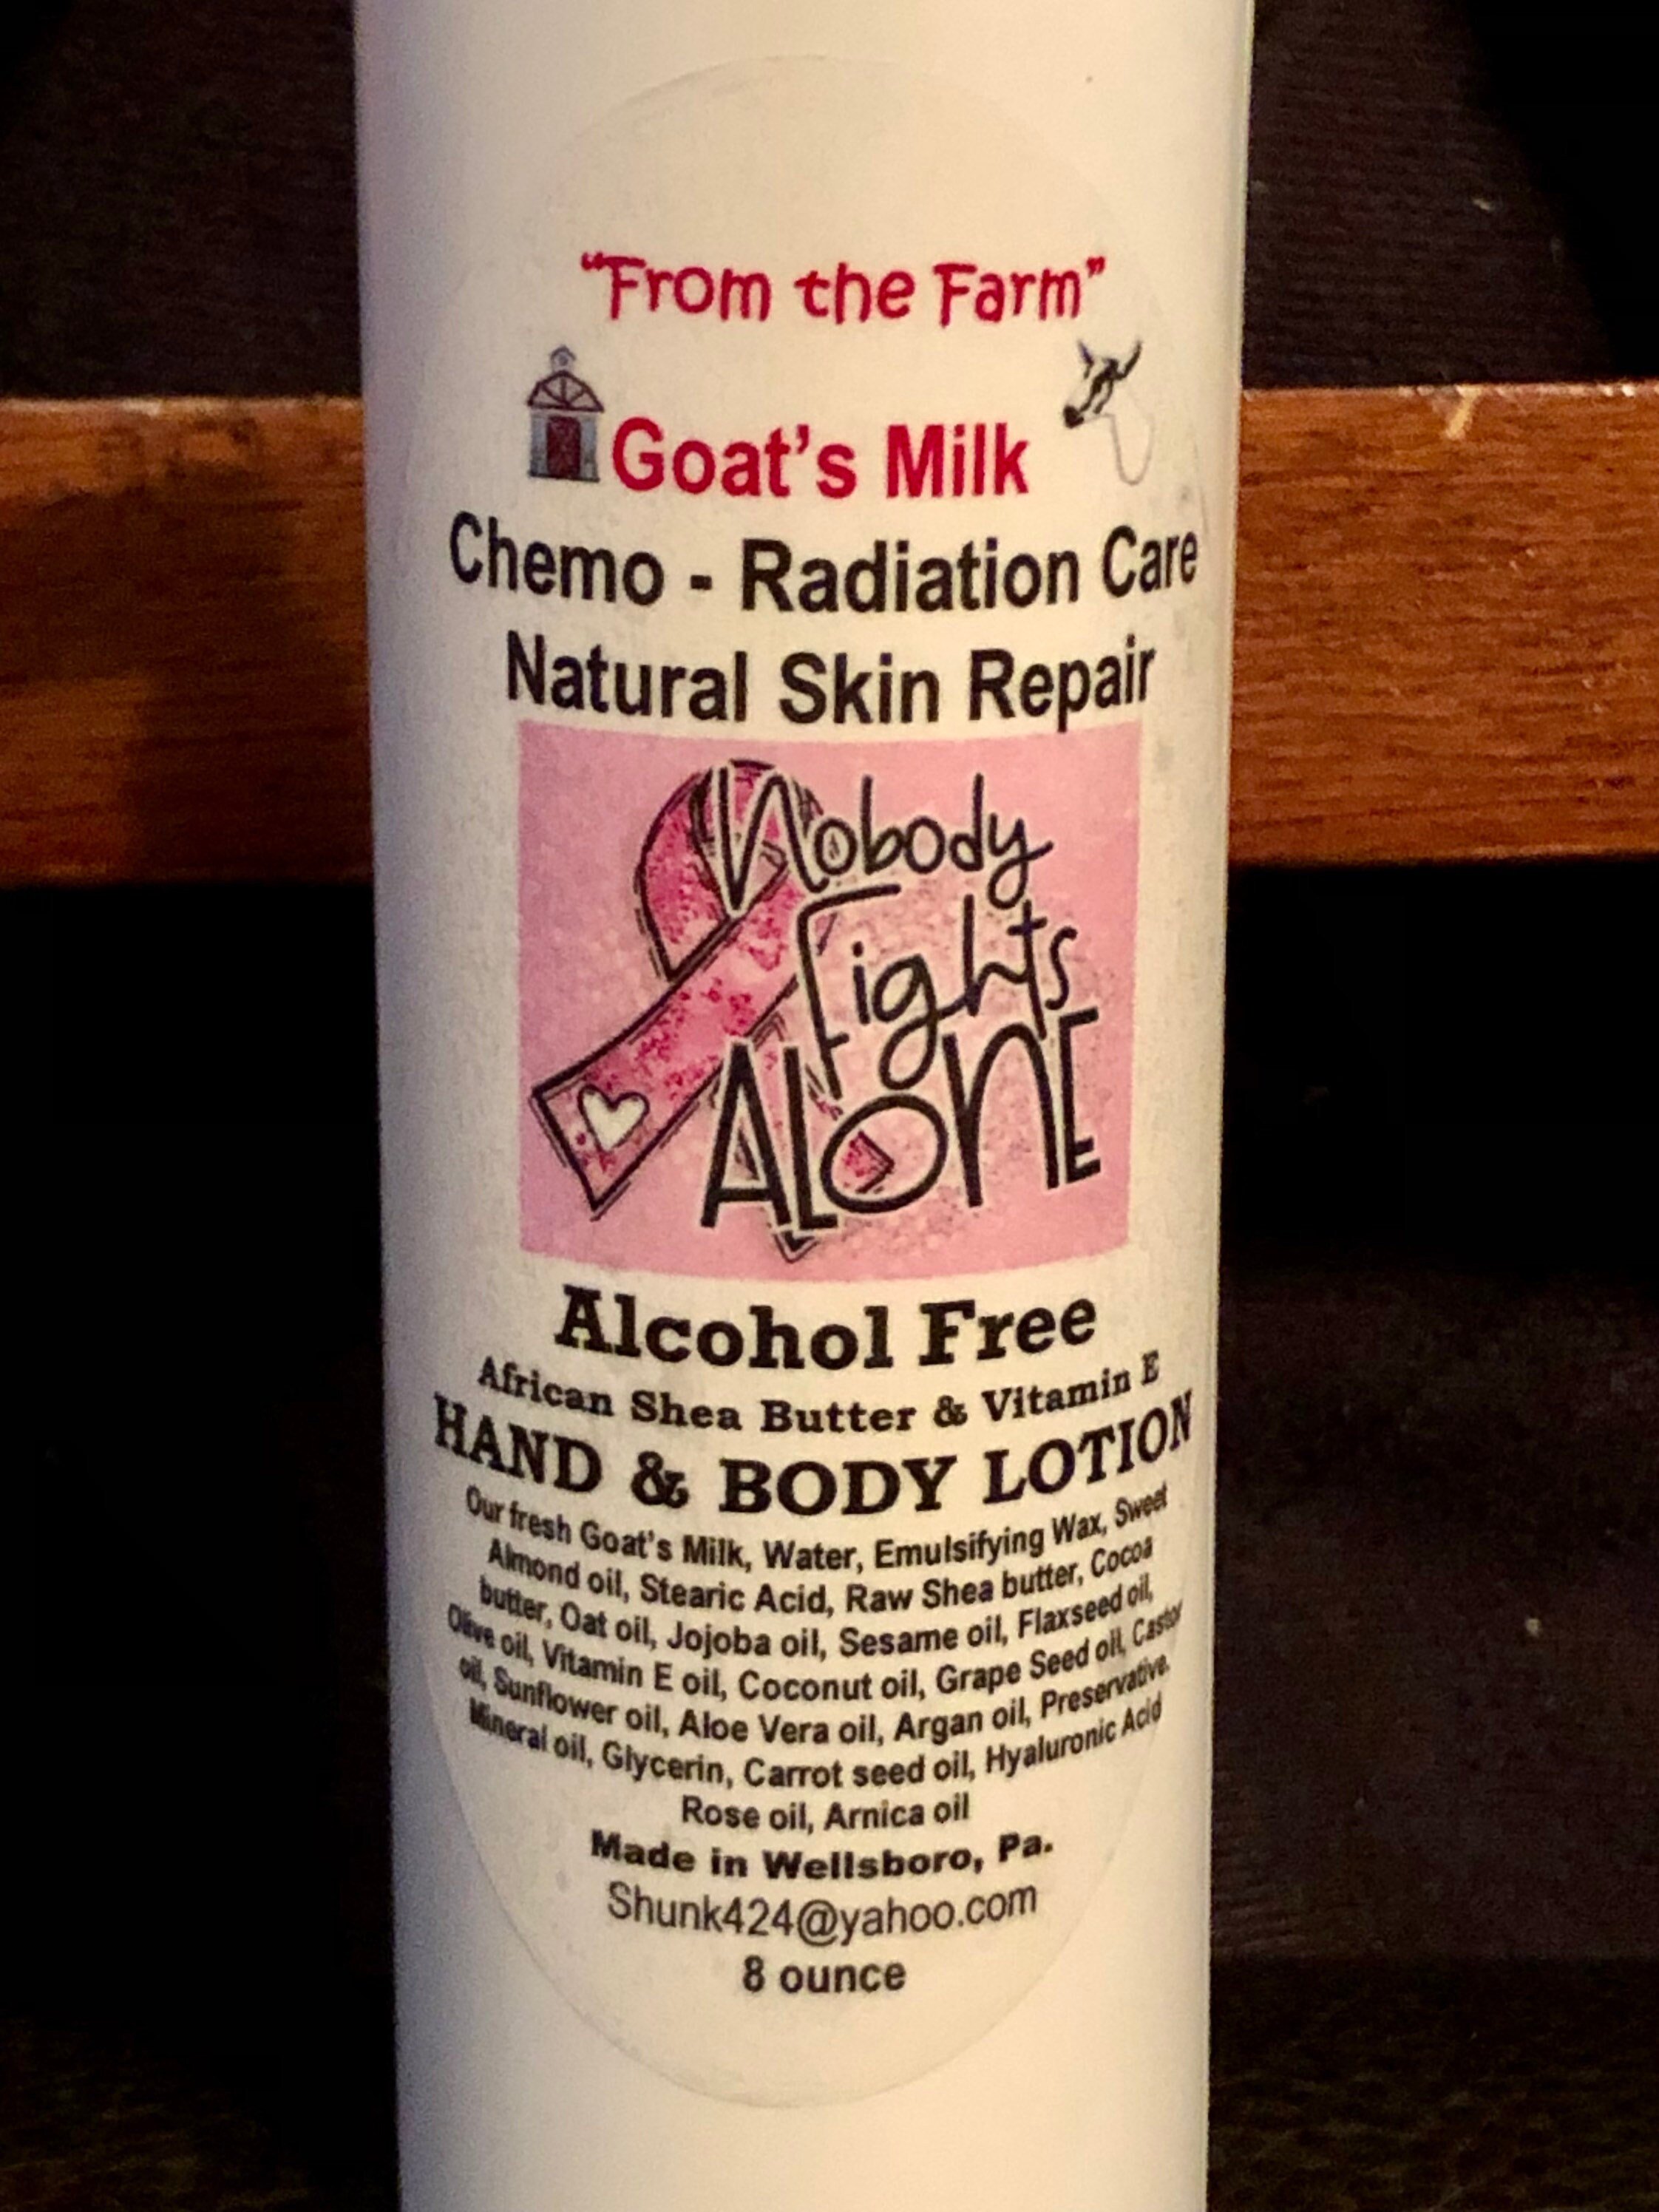 "From the Farm"
Goat's Milk
Chemo - Radiation Care
Natural Skin Repair
Nobody
Fights
ALONE
Alcohol Free
African Shea Butter & Vitamin E
HAND & BODY LOTION
Our fresh Goat's Milk, Water, Emulsifying Wax, Sweet
Almond oil, Stearic Acid, Raw Shea butter, Cocoa
butter, Oat oil, Jojoba oil, Sesame oil, Flaxseed oil,
Olive oil, Vitamin E oil, Coconut oil, Grape Seed oil, Castor
oil, Sunflower oil, Aloe Vera oil, Argan oil, Preservative.
Mineral oil, Glycerin, Carrot seed oil, Hyaluronic Acid
Rose oil, Arnica oil
Made in Wellsboro, Pa.
Shunk424@yahoo.com
8 ounce